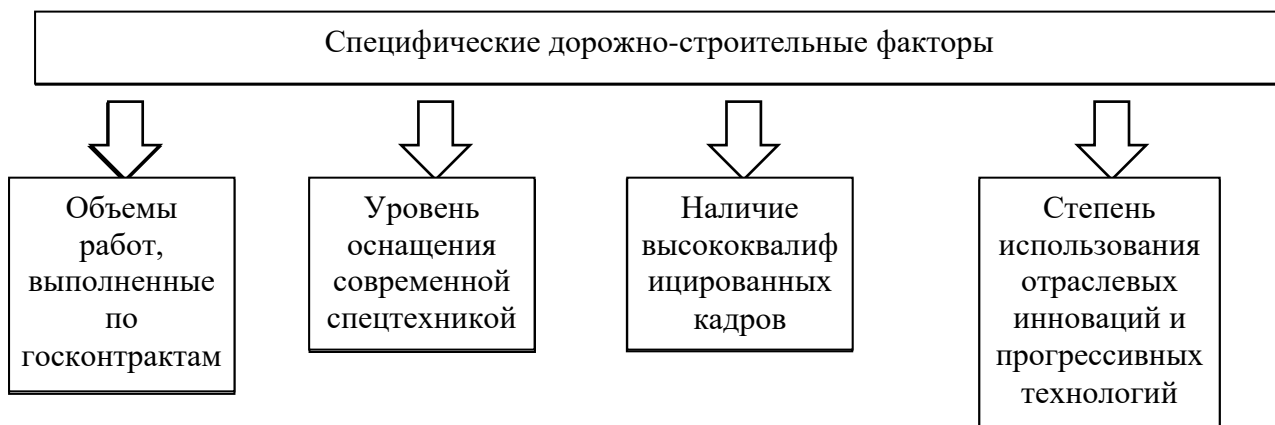 Специфические дорожно-строительные факторы
Объемы
работ,
выполненные
по
госконтрактам
Уровень
оснащения
современной
спецтехникой
Наличие
высококвалиф
ицированных
кадров
Степень
использования
отраслевых
инноваций и
прогрессивных
технологий